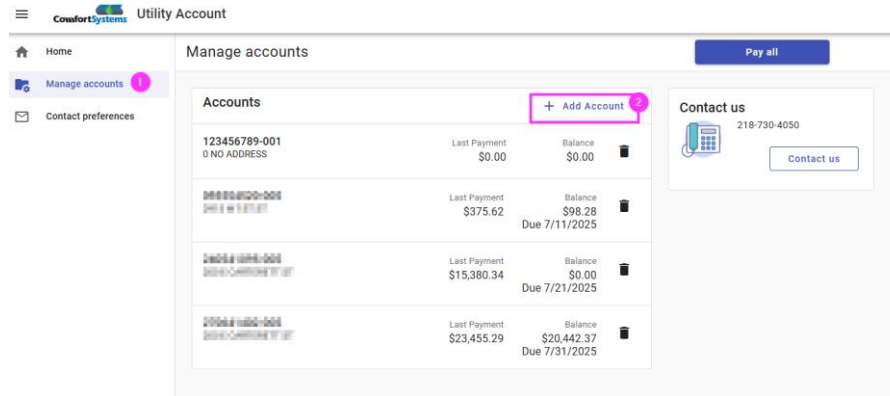 ComfortSystems Utility Account
Home
Manage accounts 1
Contact preferences
Manage accounts
Pay all
Accounts
+ Add Account 2
123456789-001
0 NO ADDRESS
Last Payment
$0.00
Balance
$0.00
Last Payment
$375.62
Balance
$98.28
Due 7/11/2025
Last Payment
$15,380.34
Balance
$0.00
Due 7/21/2025
Last Payment
$23,455.29
Balance
$20,442.37
Due 7/31/2025
Contact us
218-730-4050
Contact us